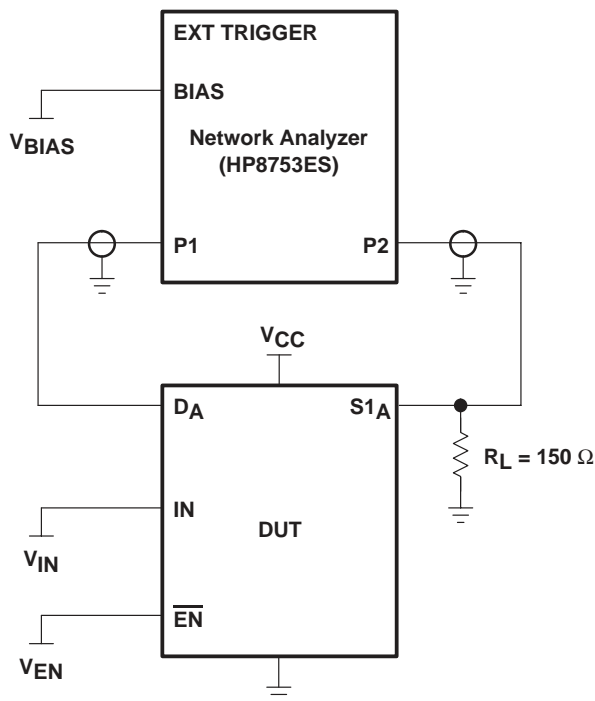 EXT TRIGGER
BIAS
VBIAS
Network Analyzer
(HP8753ES)
P1
P2
VCC
DA
S1A
RL = 150 Ω
IN
DUT
VIN
EN
VEN